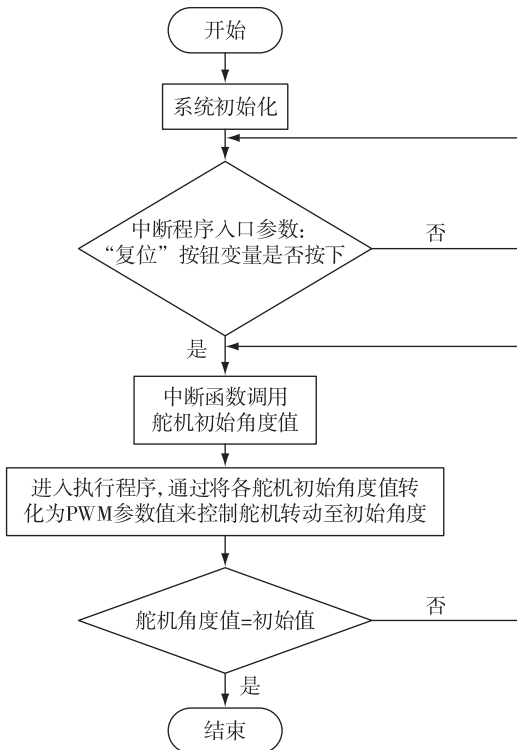 开始
系统初始化
中断程序入口参数：
“复位”按钮变量是否按下
否
是
中断函数调用
舵机初始角度值
进入执行程序，通过将各舵机初始角度值转
化为PWM参数值来控制舵机转动至初始角度
舵机角度值=初始值
否
是
结束